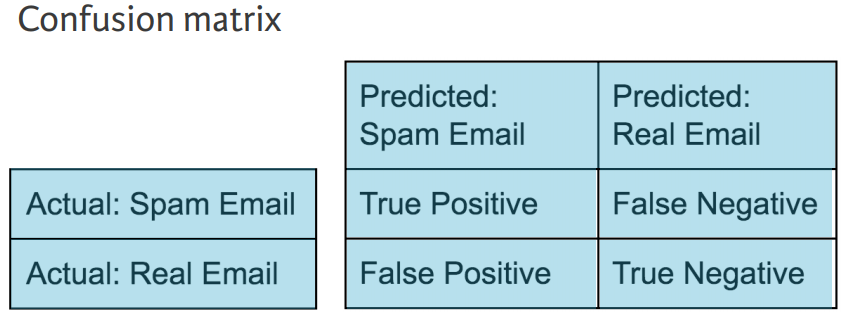 Confusion matrix
Predicted:
Spam Email
Predicted:
Real Email
Actual: Spam Email
True Positive
False Negative
Actual: Real Email
False Positive
True Negative